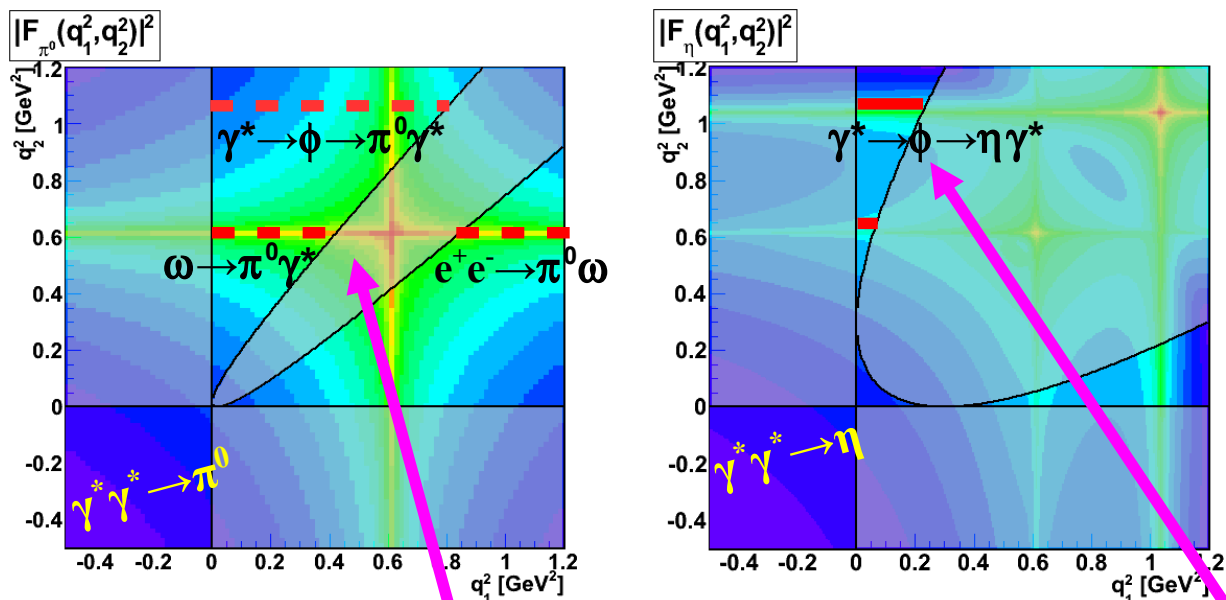 |F_π⁰(q₁²,q₂²)|²
q₂² [GeV²]
1.2
1
0.8
0.6
0.4
0.2
0
-0.2
-0.4
γ*→ϕ→π⁰γ*
ω→π⁰γ*
e⁺e⁻→π⁰ω
γ*γ*→π⁰
-0.4 -0.2 0 0.2 0.4 0.6 0.8 1 1.2
q₁² [GeV²]
|F_η(q₁²,q₂²)|²
q₂² [GeV²]
1.2
1
0.8
0.6
0.4
0.2
0
-0.2
-0.4
γ*→ϕ→ηγ*
γ*γ*→η
-0.4 -0.2 0 0.2 0.4 0.6 0.8 1 1.2
q₁² [GeV²]